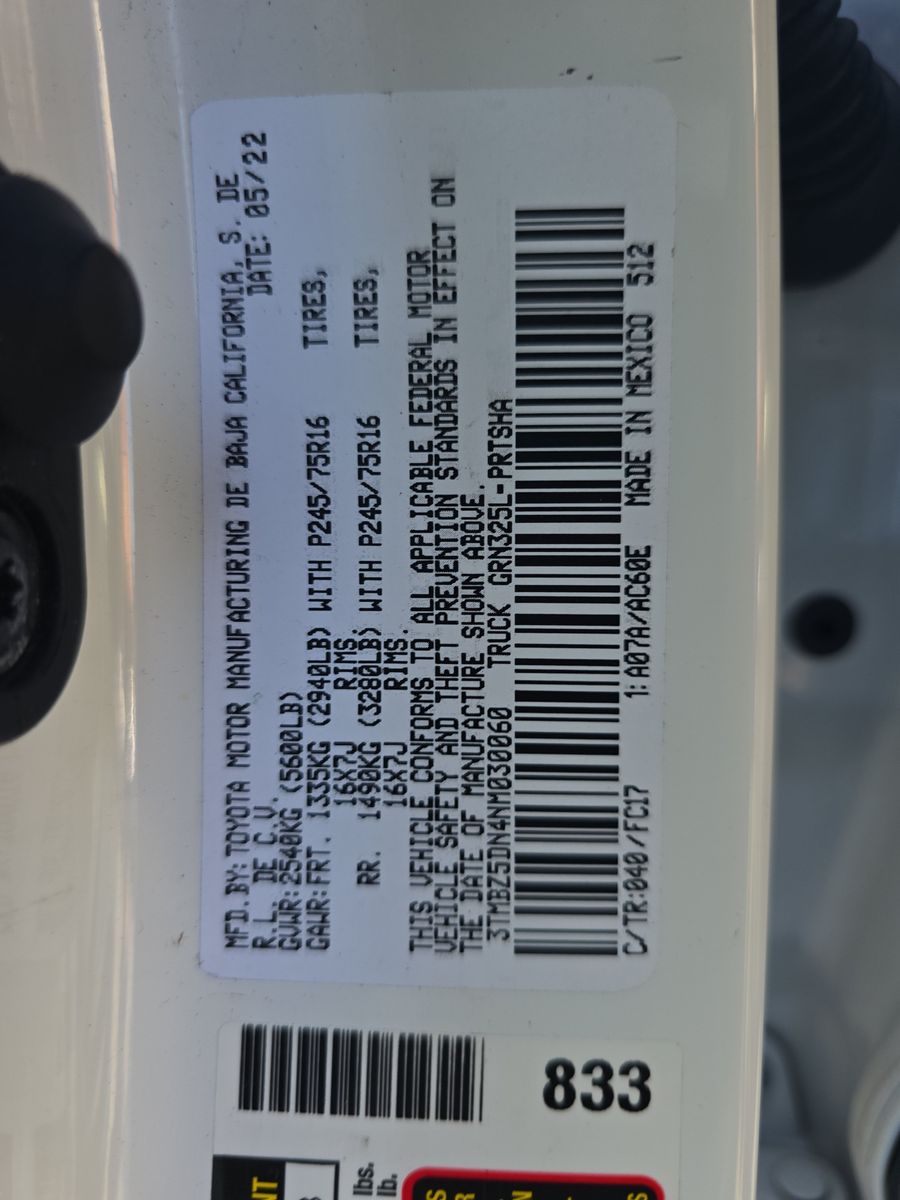 MFD. BY: TOYOTA MOTOR MANUFACTURING DE BAJA CALIFORNIA, S. DE
R.L. DE C.V. DATE: 05/22
GVWR: 2540KG (5600LB)
GAWR: FRT. 1335KG (2940LB) WITH P245/75R16 TIRES,
16X7J RIMS.
RR. 1490KG (3280LB) WITH P245/75R16 TIRES,
16X7J RIMS.
THIS VEHICLE CONFORMS TO ALL APPLICABLE FEDERAL MOTOR
VEHICLE SAFETY AND THEFT PREVENTION STANDARDS IN EFFECT ON
THE DATE OF MANUFACTURE SHOWN ABOVE.
3TMBZ5DN4NM030060 TRUCK GRN325L-PRTSHA
C/TR:040/FC17 1:A07A/AC60E MADE IN MEXICO 512
833
lbs.
lb.